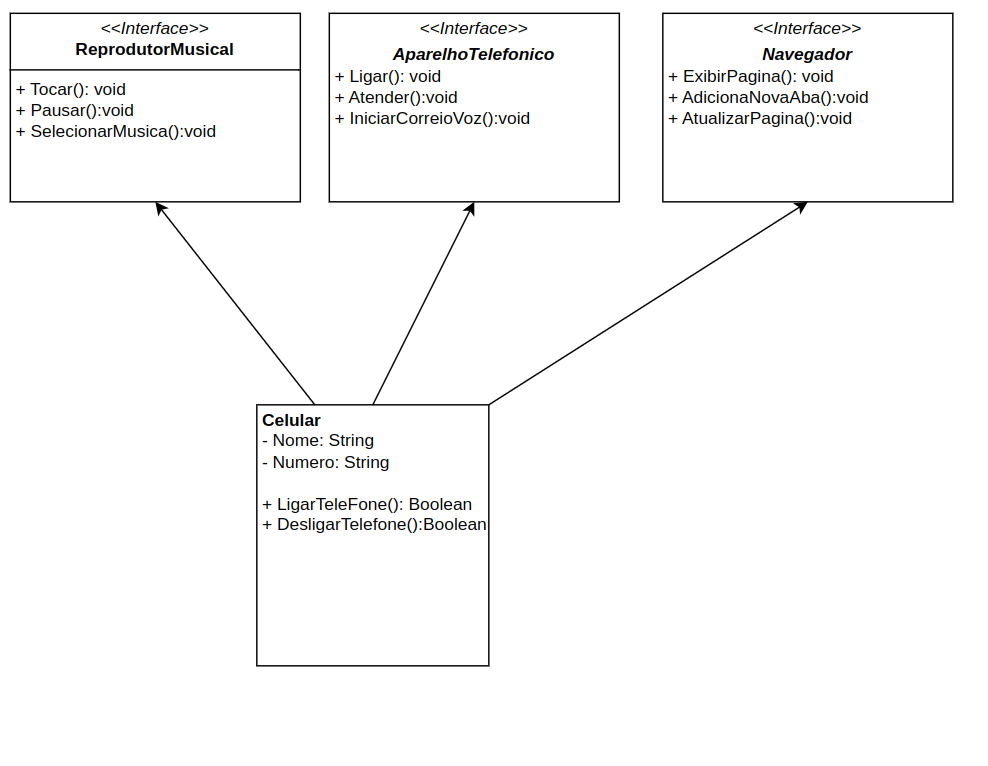 <<Interface>>
ReprodutorMusical
+ Tocar(): void
+ Pausar():void
+ SelecionarMusica():void
<<Interface>>
AparelhoTelefonico
+ Ligar(): void
+ Atender():void
+ IniciarCorreioVoz():void
<<Interface>>
Navegador
+ ExibirPagina(): void
+ AdicionaNovaAba():void
+ AtualizarPagina():void
Celular
- Nome: String
- Numero: String
+ LigarTeleFone(): Boolean
+ DesligarTelefone():Boolean